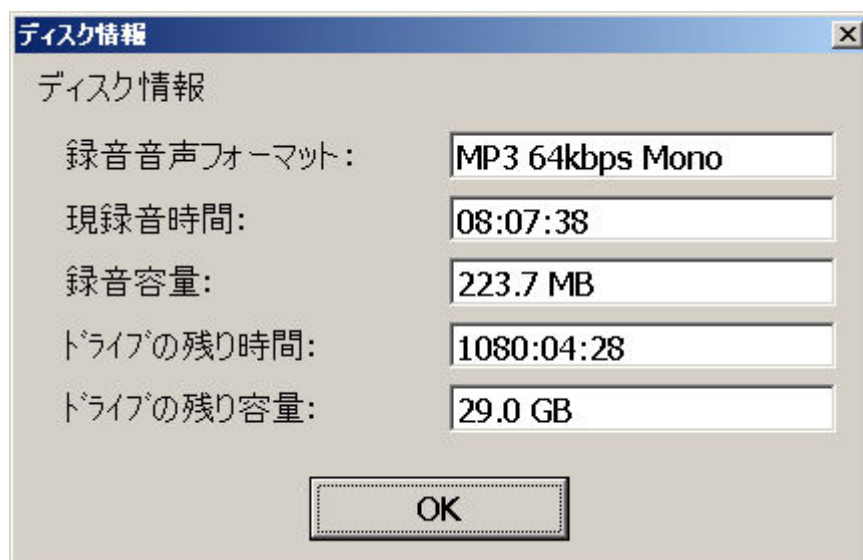 ディスク情報
ディスク情報
録音音声フォーマット: MP3 64kbps Mono
現録音時間: 08:07:38
録音容量: 223.7 MB
ドライブの残り時間: 1080:04:28
ドライブの残り容量: 29.0 GB
OK